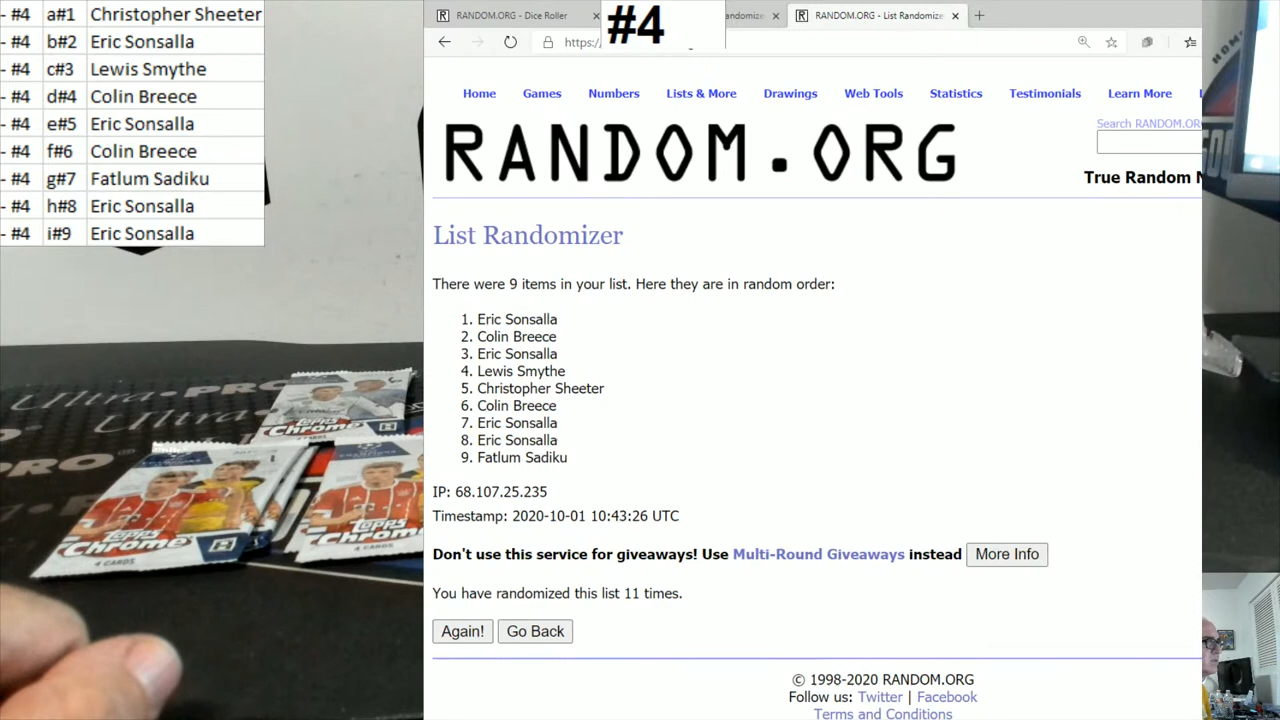 - #4 a#1 Christopher Sheeter
- #4 b#2 Eric Sonsalla
- #4 c#3 Lewis Smythe
- #4 d#4 Colin Breece
- #4 e#5 Eric Sonsalla
- #4 f#6 Colin Breece
- #4 g#7 Fatlum Sadiku
- #4 h#8 Eric Sonsalla
- #4 i#9 Eric Sonsalla
RANDOM.ORG - Dice Roller
#4
andomize
RANDOM.ORG - List Randomize
https:/
Home Games Numbers Lists & More Drawings Web Tools Statistics Testimonials Learn More
Search RANDOM.OR
RANDOM.ORG
True Random N
List Randomizer
There were 9 items in your list. Here they are in random order:
1. Eric Sonsalla
2. Colin Breece
3. Eric Sonsalla
4. Lewis Smythe
5. Christopher Sheeter
6. Colin Breece
7. Eric Sonsalla
8. Eric Sonsalla
9. Fatlum Sadiku
IP: 68.107.25.235
Timestamp: 2020-10-01 10:43:26 UTC
Don't use this service for giveaways! Use Multi-Round Giveaways instead More Info
You have randomized this list 11 times.
Again! Go Back
© 1998-2020 RANDOM.ORG
Follow us: Twitter | Facebook
Terms and Conditions
Ultra PRO
Ultra PRO
PRO
Topps
Chrome
Topps
Chrome
4 CARDS
Topps
Chrome
4 CARDS